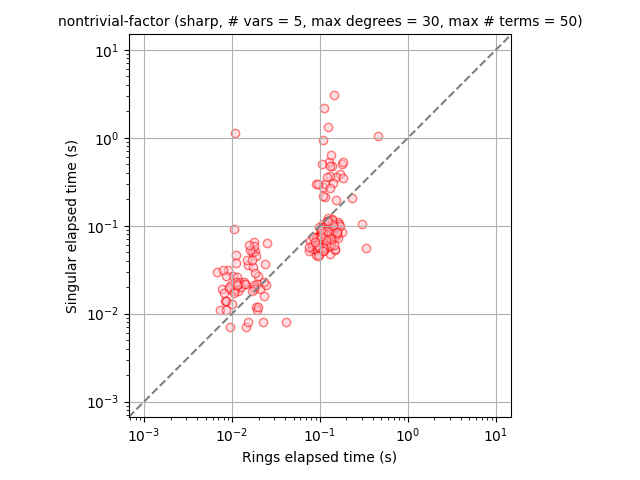 nontrivial-factor (sharp, # vars = 5, max degrees = 30, max # terms = 50)
Singular elapsed time (s)
10¹
10⁰
10⁻¹
10⁻²
10⁻³
10⁻³ 10⁻² 10⁻¹ 10⁰ 10¹
Rings elapsed time (s)